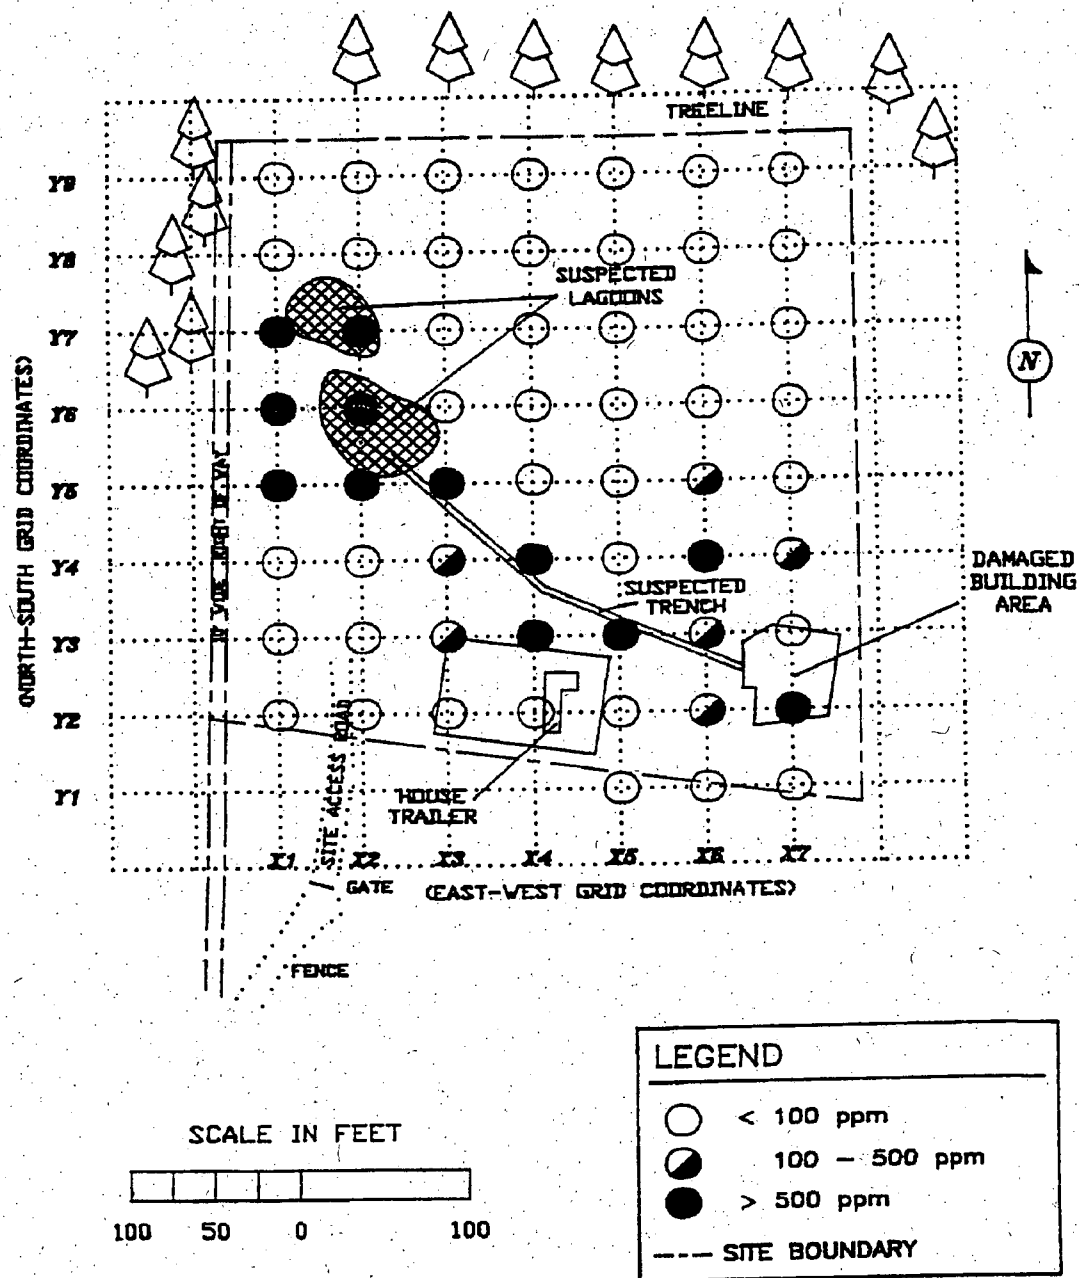 TREELINE
Y9
Y8
SUSPECTED
LAGOONS
Y7
N
Y6
(NORTH-SOUTH GRID COORDINATES)
Y5
Y4
DAMAGED
BUILDING
AREA
SUSPECTED
TRENCH
Y3
Y2
SITE ACCESS ROAD
Y1
HOUSE
TRAILER
X1
X2
X3
X4
X5
X6
X7
GATE
(EAST-WEST GRID COORDINATES)
FENCE
SCALE IN FEET
100 50 0 100
LEGEND
< 100 ppm
100 - 500 ppm
> 500 ppm
SITE BOUNDARY